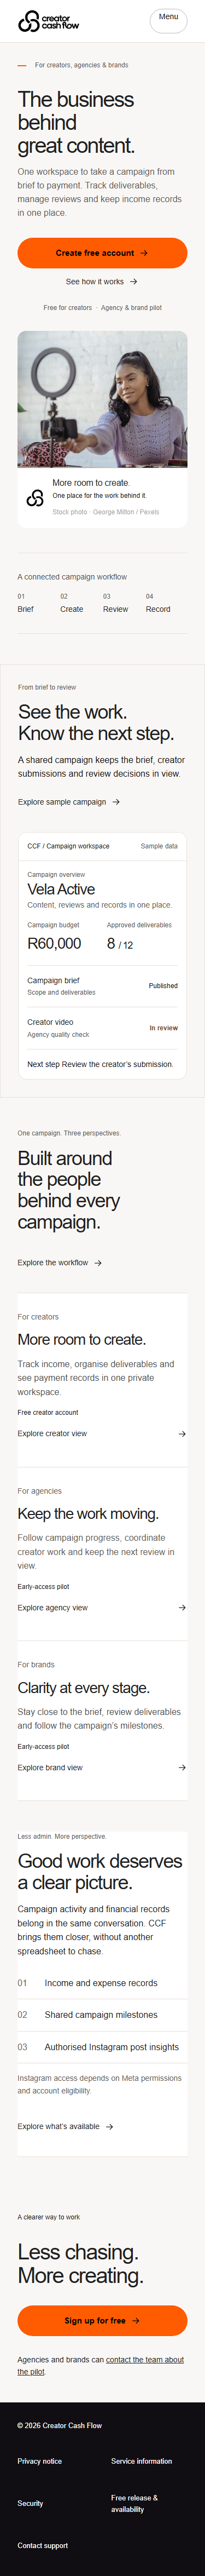 creator
cash flow
Menu
For creators, agencies & brands
The business
behind
great content.
One workspace to take a campaign from
brief to payment. Track deliverables,
manage reviews and keep income records
in one place.
Create free account →
See how it works →
Free for creators · Agency & brand pilot
More room to create.
One place for the work behind it.
Stock photo · George Milton / Pexels
A connected campaign workflow
01 02 03 04
Brief Create Review Record
From brief to review
See the work.
Know the next step.
A shared campaign keeps the brief, creator
submissions and review decisions in view.
Explore sample campaign →
CCF / Campaign workspace Sample data
Campaign overview
Vela Active
Content, reviews and records in one place.
Campaign budget Approved deliverables
R60,000 8 / 12
Campaign brief Published
Scope and deliverables
Creator video In review
Agency quality check
Next step Review the creator's submission.
One campaign. Three perspectives.
Built around
the people
behind every
campaign.
Explore the workflow →
For creators
More room to create.
Track income, organise deliverables and
see payment records in one private
workspace.
Free creator account
Explore creator view →
For agencies
Keep the work moving.
Follow campaign progress, coordinate
creator work and keep the next review in
view.
Early-access pilot
Explore agency view →
For brands
Clarity at every stage.
Stay close to the brief, review deliverables
and follow the campaign's milestones.
Early-access pilot
Explore brand view →
Less admin. More perspective.
Good work deserves
a clear picture.
Campaign activity and financial records
belong in the same conversation. CCF
brings them closer, without another
spreadsheet to chase.
01 Income and expense records
02 Shared campaign milestones
03 Authorised Instagram post insights
Instagram access depends on Meta permissions
and account eligibility.
Explore what's available →
A clearer way to work
Less chasing.
More creating.
Sign up for free →
Agencies and brands can contact the team about
the pilot.
© 2026 Creator Cash Flow
Privacy notice Service information
Security Free release &
availability
Contact support